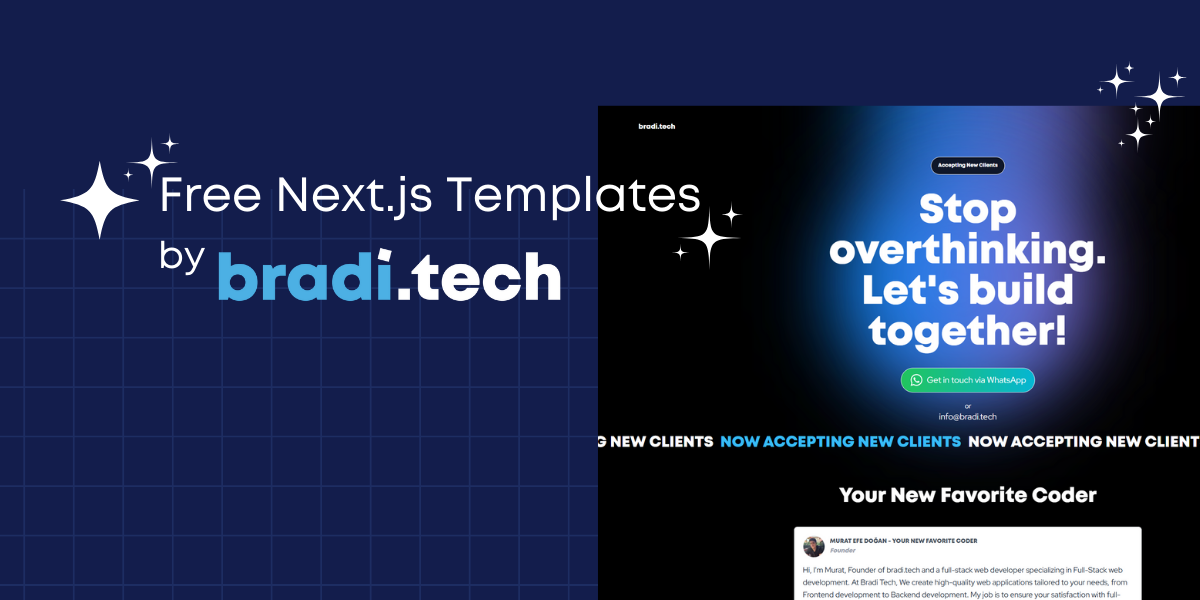 Free Next.js Templates
by bradi.tech
bradi.tech
Accepting New Clients
Stop
overthinking.
Let's build
together!
Get in touch via WhatsApp
or
info@bradi.tech
G NEW CLIENTS NOW ACCEPTING NEW CLIENTS NOW ACCEPTING NEW CLIENT
Your New Favorite Coder
MURAT EFE DOĞAN - YOUR NEW FAVORITE CODER
Founder
Hi, I'm Murat, Founder of bradi.tech and a full-stack web developer specializing in Full-Stack web
development. At Bradi Tech, We create high-quality web applications tailored to your needs, from
Frontend development to Backend development. My job is to ensure your satisfaction with full-